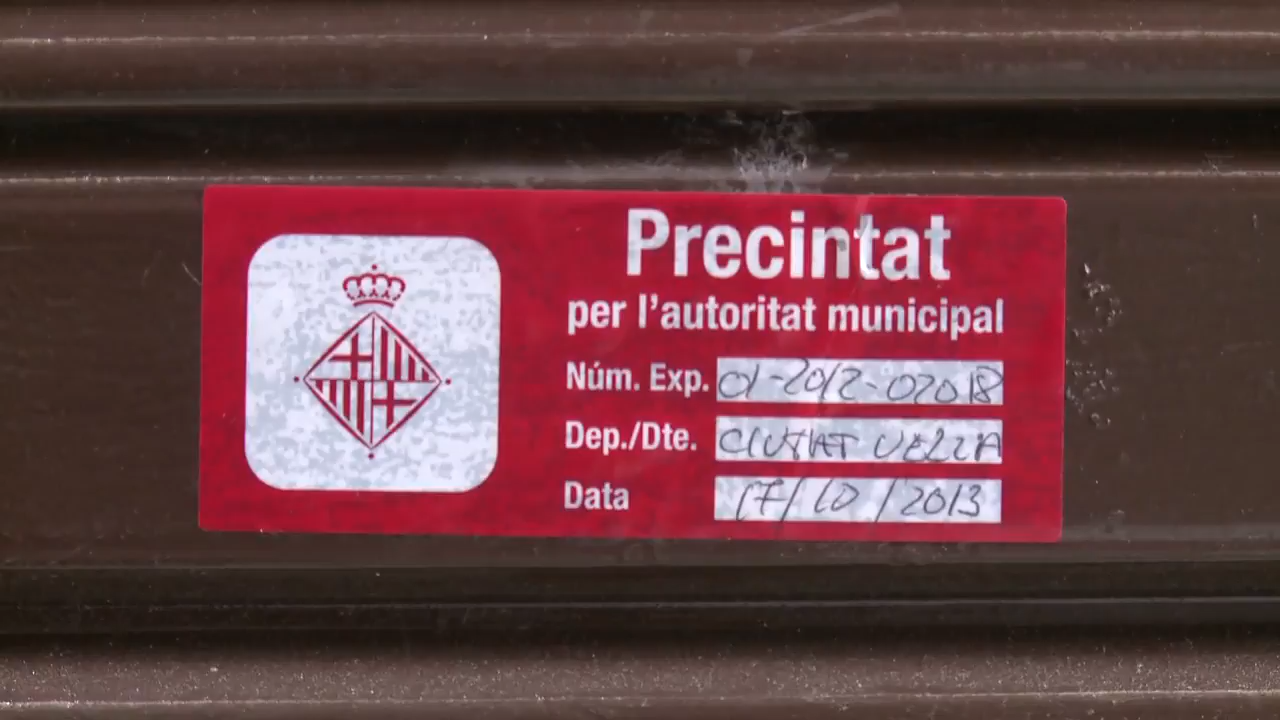 Precintat
per l'autoritat municipal
Núm. Exp. 01-2012-02018
Dep./Dte. CIUTAT VELLA
Data 17/10/2013